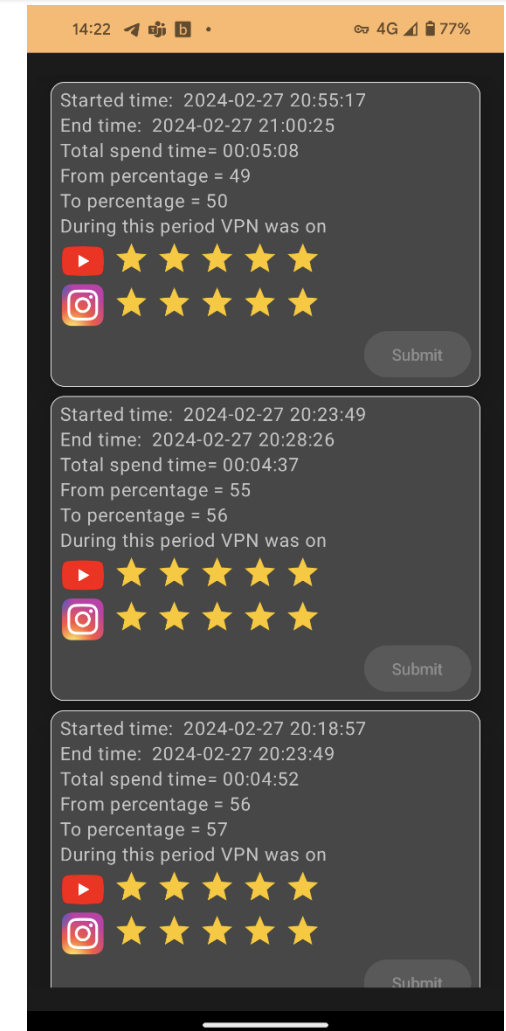 14:22
4G 77%
Started time: 2024-02-27 20:55:17
End time: 2024-02-27 21:00:25
Total spend time= 00:05:08
From percentage = 49
To percentage = 50
During this period VPN was on
Submit
Started time: 2024-02-27 20:23:49
End time: 2024-02-27 20:28:26
Total spend time= 00:04:37
From percentage = 55
To percentage = 56
During this period VPN was on
Submit
Started time: 2024-02-27 20:18:57
End time: 2024-02-27 20:23:49
Total spend time= 00:04:52
From percentage = 56
To percentage = 57
During this period VPN was on
Submit